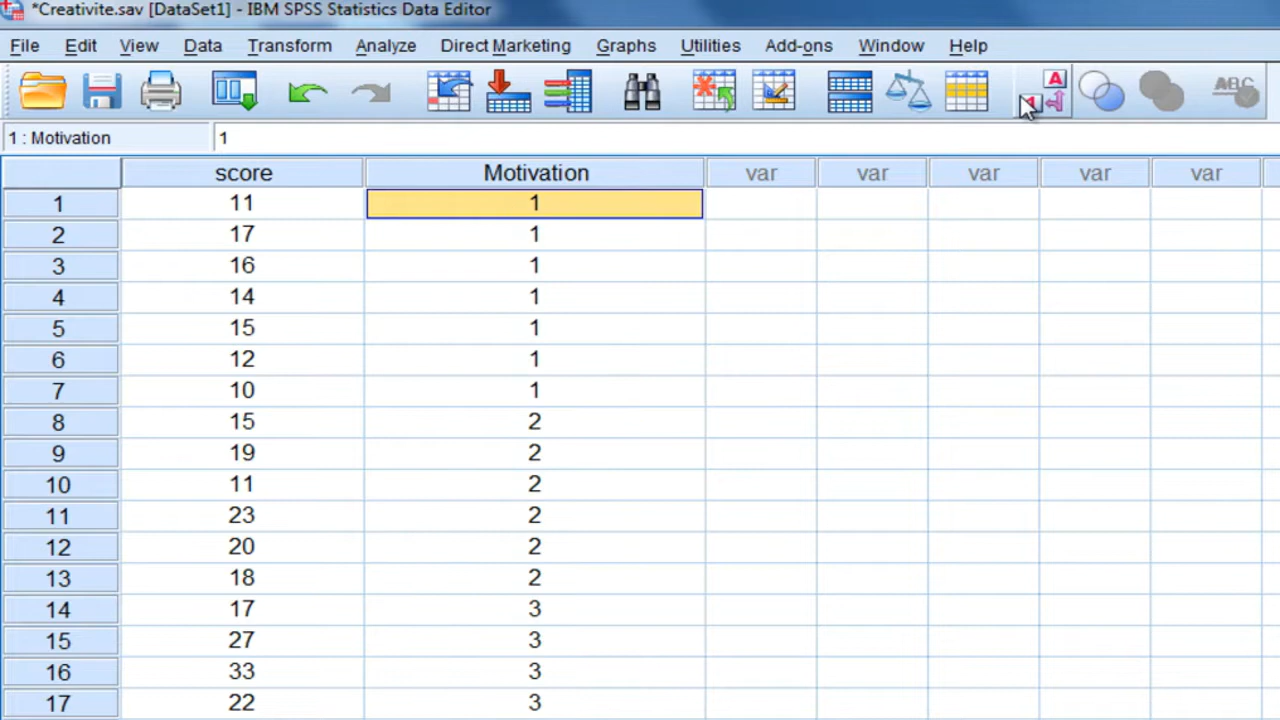 *Creativite.sav [DataSet1] - IBM SPSS Statistics Data Editor
File Edit View Data Transform Analyze Direct Marketing Graphs Utilities Add-ons Window Help
A
ABC
1 : Motivation 1
score Motivation var var var var var
1 11 1
2 17 1
3 16 1
4 14 1
5 15 1
6 12 1
7 10 1
8 15 2
9 19 2
10 11 2
11 23 2
12 20 2
13 18 2
14 17 3
15 27 3
16 33 3
17 22 3